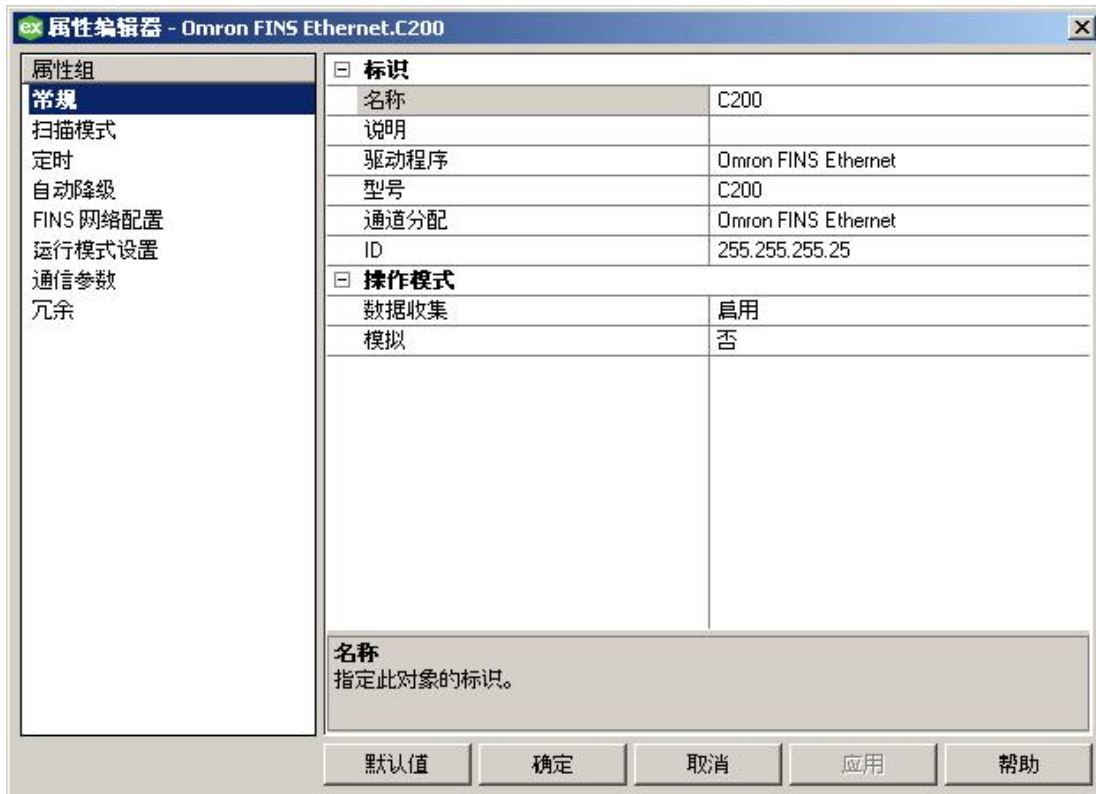 ex 属性编辑器 - Omron FINS Ethernet.C200
属性组
常规
扫描模式
定时
自动降级
FINS 网络配置
运行模式设置
通信参数
冗余
标识
名称 C200
说明
驱动程序 Omron FINS Ethernet
型号 C200
通道分配 Omron FINS Ethernet
ID 255.255.255.25
操作模式
数据收集 启用
模拟 否
名称
指定此对象的标识。
默认值 确定 取消 应用 帮助